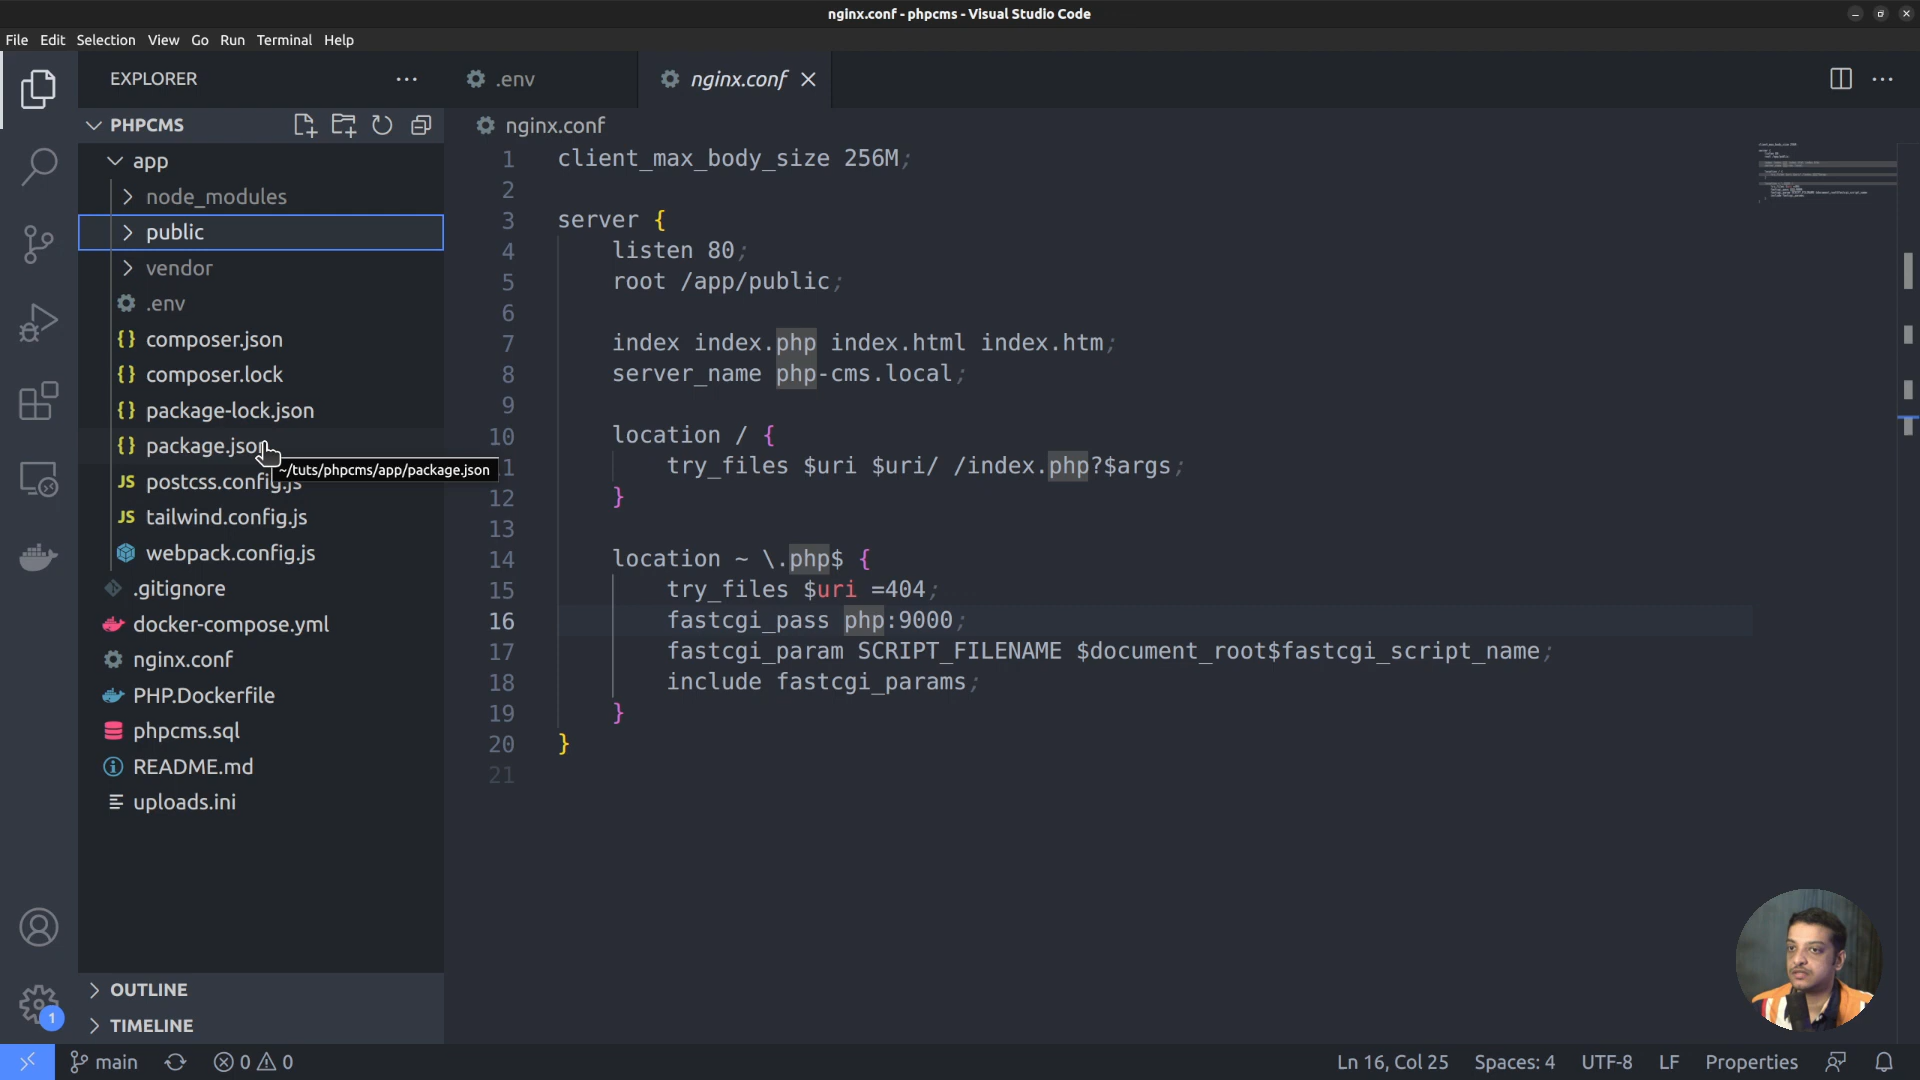 nginx.conf - phpcms - Visual Studio Code
File Edit Selection View Go Run Terminal Help
EXPLORER
.env
nginx.conf
PHPCMS
nginx.conf
app
node_modules
public
vendor
.env
composer.json
composer.lock
package-lock.json
package.json
~/tuts/phpcms/app/package.json
postcss.config.js
tailwind.config.js
webpack.config.js
.gitignore
docker-compose.yml
nginx.conf
PHP.Dockerfile
phpcms.sql
README.md
uploads.ini
OUTLINE
TIMELINE
1 client_max_body_size 256M;
2
3 server {
4 listen 80;
5 root /app/public;
6
7 index index.php index.html index.htm;
8 server_name php-cms.local;
9
10 location / {
1 try_files $uri $uri/ /index.php?$args;
12 }
13
14 location ~ \.php$ {
15 try_files $uri =404;
16 fastcgi_pass php:9000;
17 fastcgi_param SCRIPT_FILENAME $document_root$fastcgi_script_name;
18 include fastcgi_params;
19 }
20 }
21
1
main 0 0 Ln 16, Col 25 Spaces: 4 UTF-8 LF Properties